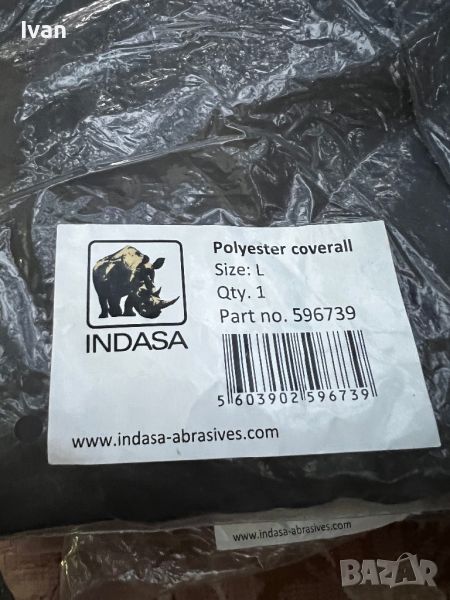 Ivan
INDASA
Polyester coverall
Size: L
Qty. 1
Part no. 596739
5 603902 596739
www.indasa-abrasives.com
www.indasa-abrasives.com
BAZAR